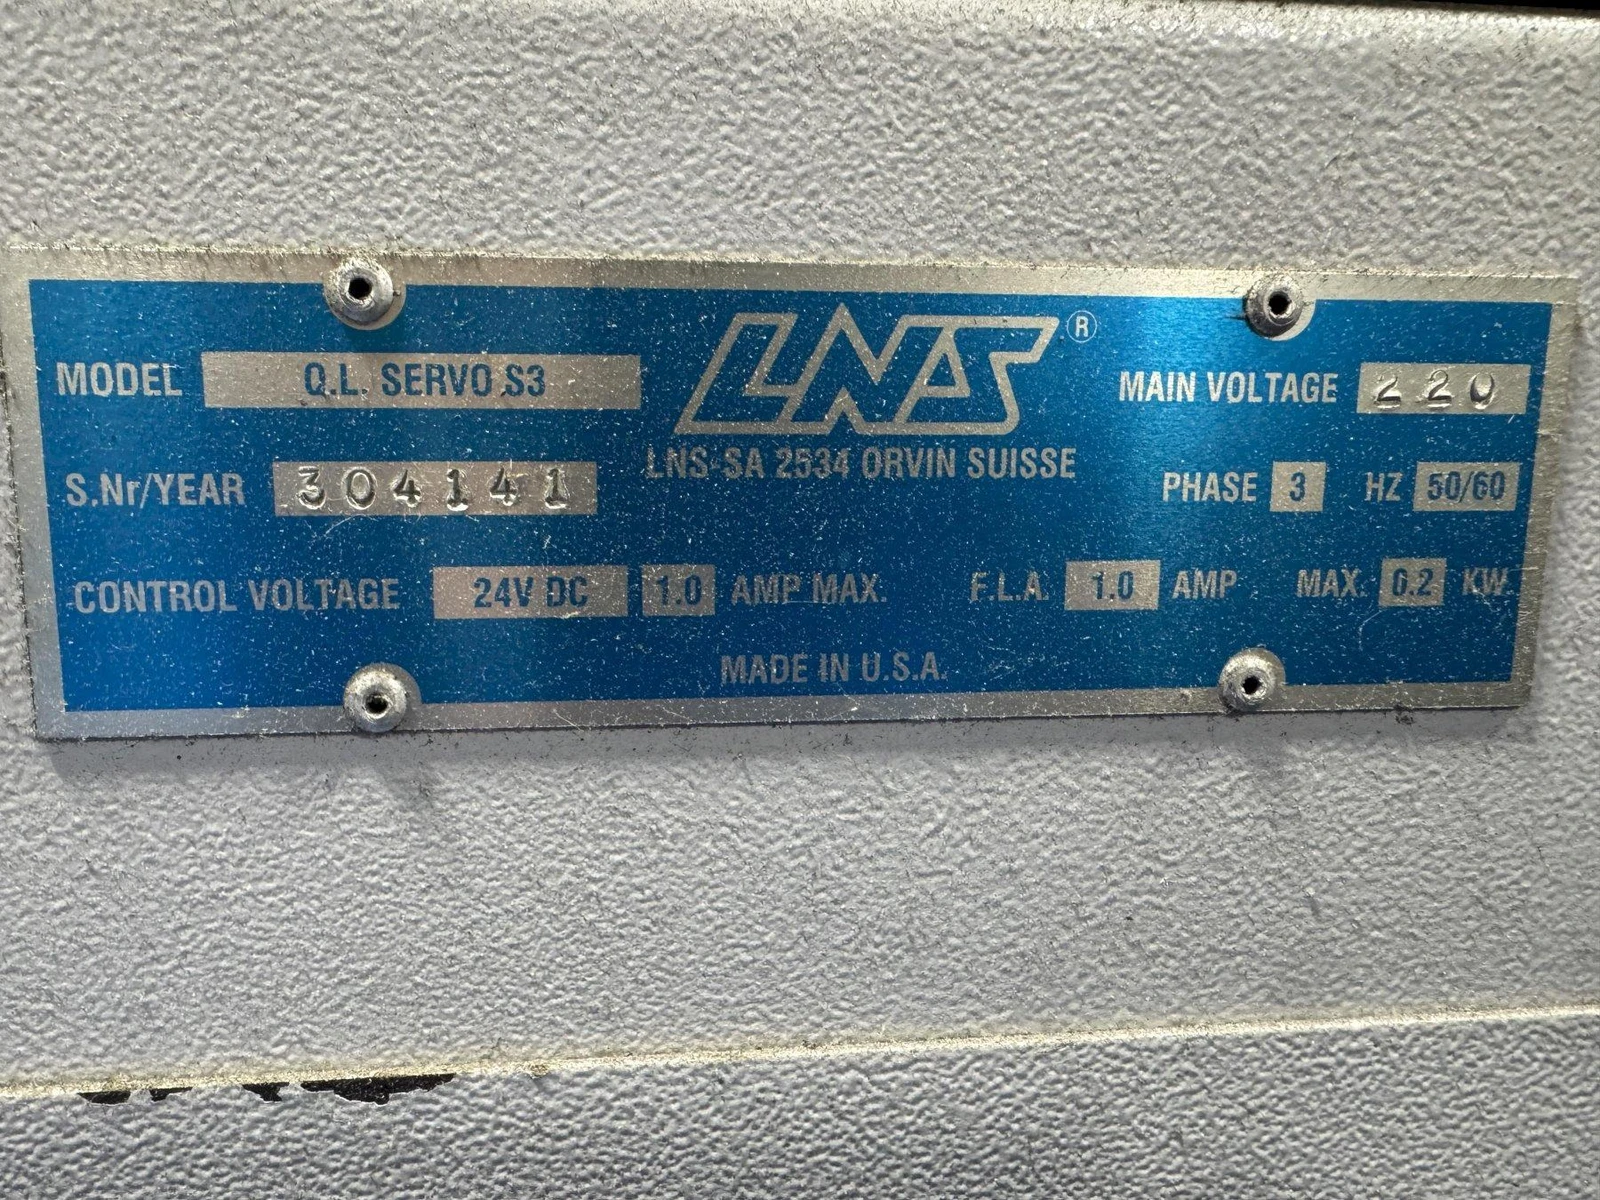 MODEL Q.L. SERVO S3
LNS ®
MAIN VOLTAGE 220
S.Nr/YEAR 304141
LNS-SA 2534 ORVIN SUISSE
PHASE 3 HZ 50/60
CONTROL VOLTAGE 24V DC 1.0 AMP MAX.
F.L.A. 1.0 AMP MAX. 0.2 KW.
MADE IN U.S.A.